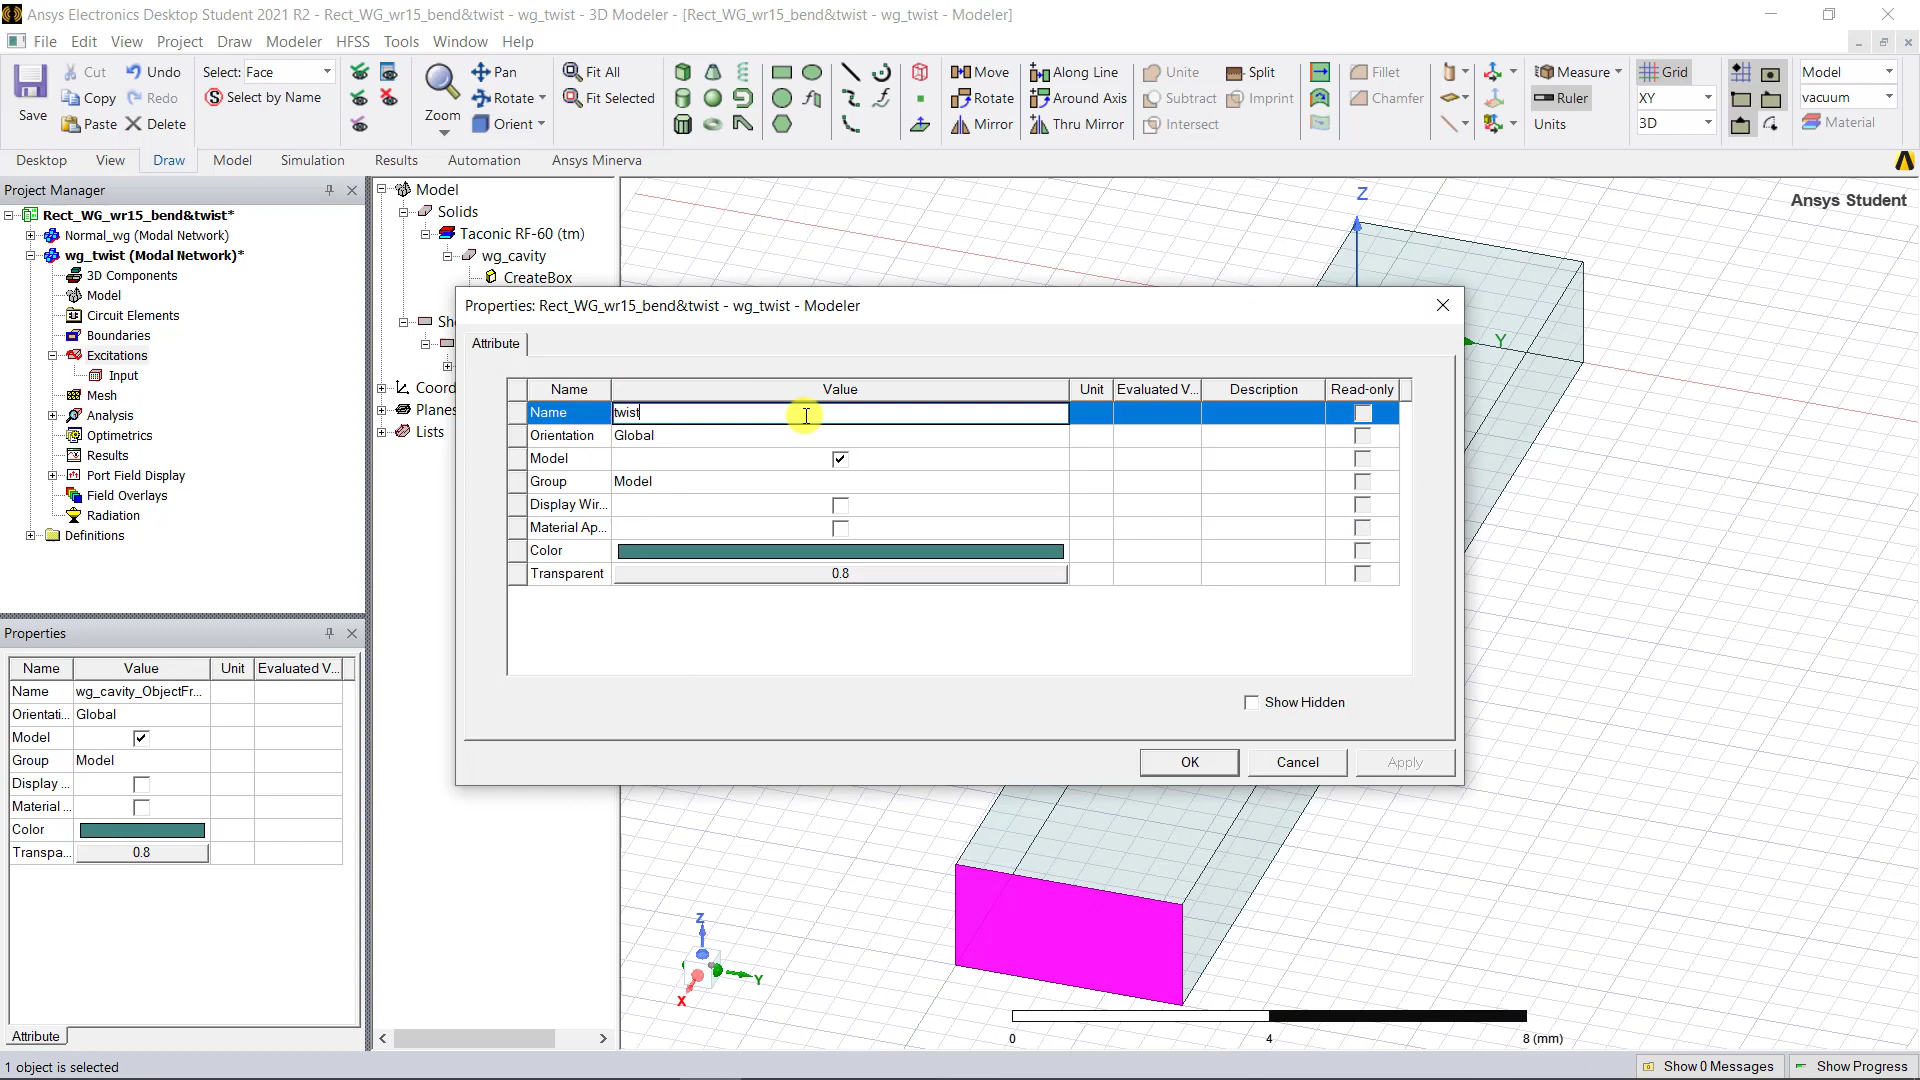 Ansys Electronics Desktop Student 2021 R2 - Rect_WG_wr15_bend&twist - wg_twist - 3D Modeler - [Rect_WG_wr15_bend&twist - wg_twist - Modeler]
File Edit View Project Draw Modeler HFSS Tools Window Help
Save
Cut
Copy
Paste
Undo
Redo
Delete
Select: Face
Select by Name
Zoom
Pan
Rotate
Orient
Fit All
Fit Selected
Move
Rotate
Mirror
Along Line
Around Axis
Thru Mirror
Unite
Subtract
Intersect
Split
Imprint
Fillet
Chamfer
Measure
Ruler
Units
Grid
XY
3D
Model
vacuum
Material
Desktop View Draw Model Simulation Results Automation Ansys Minerva
Project Manager
Rect_WG_wr15_bend&twist*
Normal_wg (Modal Network)
wg_twist (Modal Network)*
3D Components
Model
Circuit Elements
Boundaries
Excitations
Input
Mesh
Analysis
Optimetrics
Results
Port Field Display
Field Overlays
Radiation
Definitions
Model
Solids
Taconic RF-60 (tm)
wg_cavity
CreateBox
She
Coord
Planes
Lists
Z
Ansys Student
Y
Properties: Rect_WG_wr15_bend&twist - wg_twist - Modeler
Attribute
Name Value Unit Evaluated V... Description Read-only
Name twist
Orientation Global
Model
Group Model
Display Wir...
Material Ap...
Color
Transparent 0.8
Show Hidden
OK Cancel Apply
Properties
Name Value Unit Evaluated V...
Name wg_cavity_ObjectFr...
Orientati... Global
Model
Group Model
Display ...
Material ...
Color
Transpa... 0.8
Attribute
Z
Y
X
0 4 8 (mm)
1 object is selected
Show 0 Messages
Show Progress